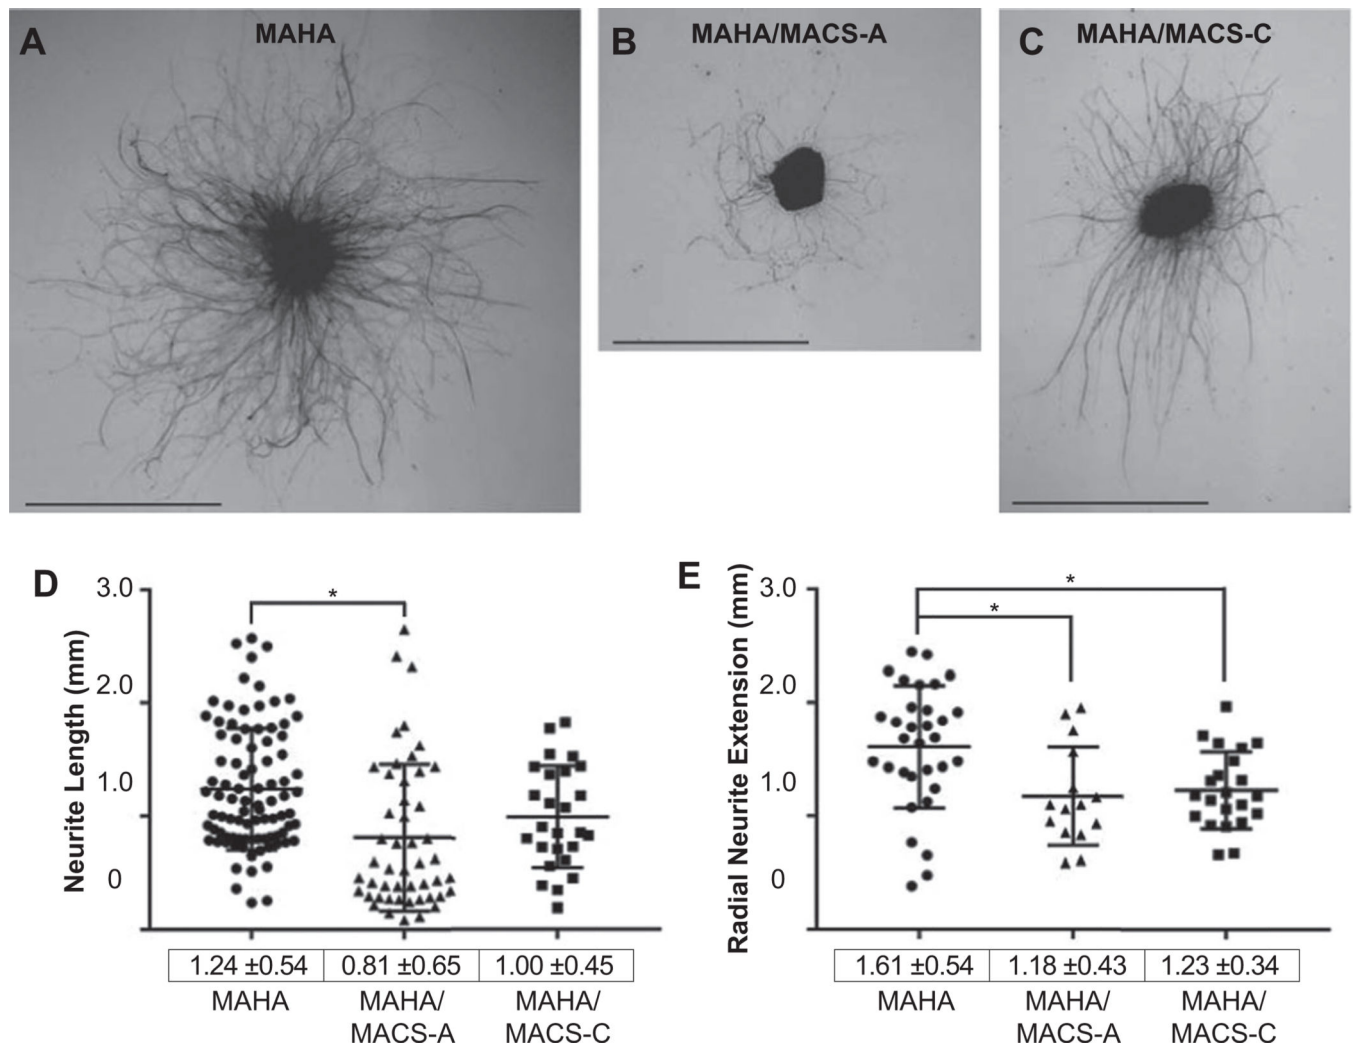 A
MAHA
B
MAHA/MACS-A
C
MAHA/MACS-C
D
Neurite Length (mm)
3.0
2.0
1.0
0
*
1.24 ±0.54
0.81 ±0.65
1.00 ±0.45
MAHA
MAHA/
MACS-A
MAHA/
MACS-C
E
Radial Neurite Extension (mm)
3.0
2.0
1.0
0
*
*
1.61 ±0.54
1.18 ±0.43
1.23 ±0.34
MAHA
MAHA/
MACS-A
MAHA/
MACS-C